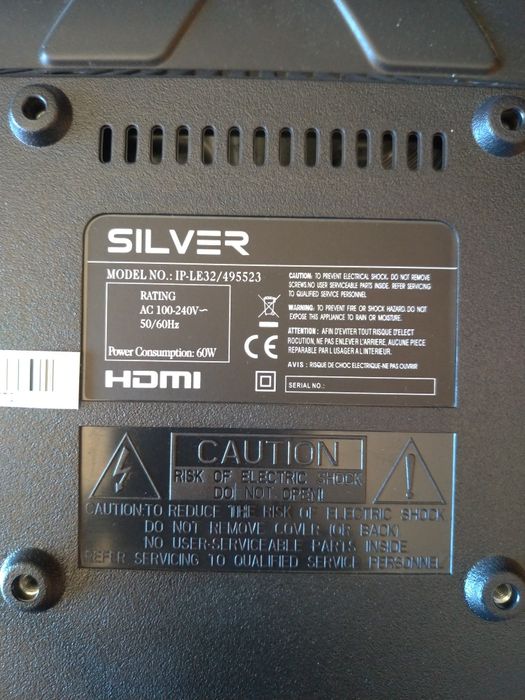 SILVER
MODEL NO.: IP-LE32/495523
RATING
AC 100-240V~
50/60Hz
Power Consumption: 60W
HDMI
CAUTION: TO PREVENT ELECTRICAL SHOCK. DO NOT REMOVE
SCREWS.NO USER SERVICEABLE PARTS INSIDE. REFER SERVICING
TO QUALIFIED SERVICE PERSONNEL
WARNING: TO PREVENT FIRE OR SHOCK HAZARD. DO NOT
EXPOSE THIS APPLIANCE TO RAIN OR MOISTURE.
ATTENTION : AFIN D'EVITER TOUT RISQUE D'ELECT
ROCUTION, NE PAS ENLEVER L'ARRIERE, AUCUNE PIECE
REPARABLE PAR L USAGER A L'INTERIEUR.
AVIS : RISQUE DE CHOC ELECTRIQUE-NE PAS OUVRIR
CE
SERIAL NO.:
CAUTION
RISK OF ELECTRIC SHOCK
DO NOT OPEN!
CAUTION:TO REDUCE THE RISK OF ELECTRIC SHOCK
DO NOT REMOVE COVER (OR BACK)
NO USER-SERVICEABLE PARTS INSIDE
REFER SERVICING TO QUALIFIED SERVICE PERSONNEL